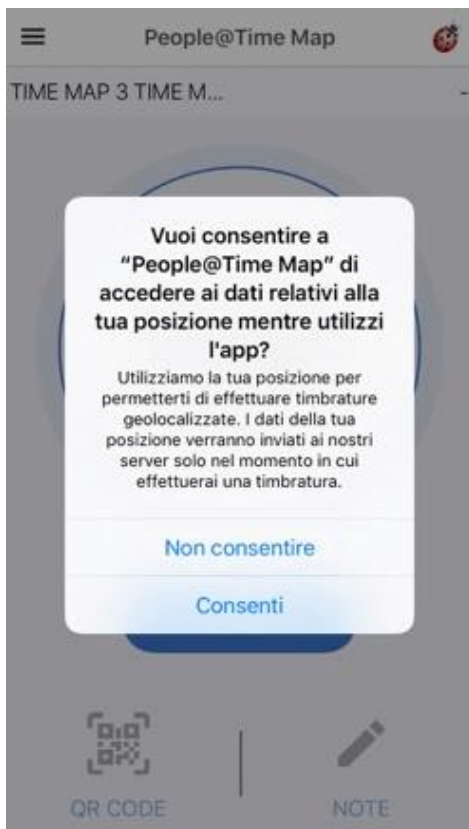 People@Time Map
TIME MAP 3 TIME M...
-
Vuoi consentire a
“People@Time Map” di
accedere ai dati relativi alla
tua posizione mentre utilizzi
l'app?
Utilizziamo la tua posizione per
permetterti di effettuare timbrature
geolocalizzate. I dati della tua
posizione verranno inviati ai nostri
server solo nel momento in cui
effettuerai una timbratura.
Non consentire
Consenti
QR CODE
NOTE